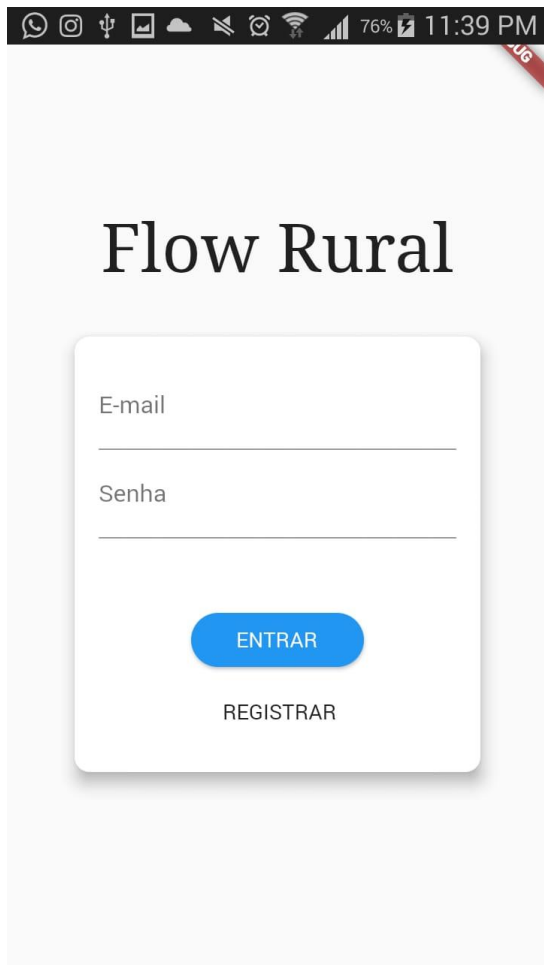 76% 11:39 PM
Flow Rural
E-mail
Senha
ENTRAR
REGISTRAR